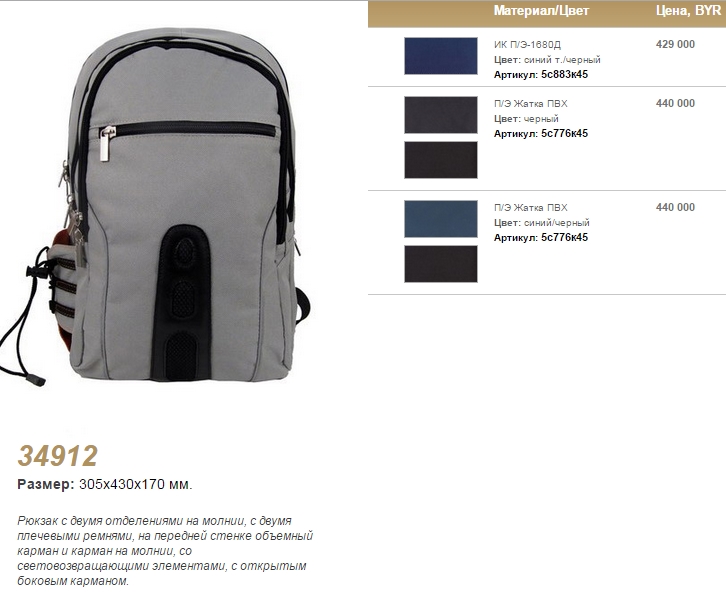 Материал/Цвет Цена, BYR
ИК П/Э-1680Д 429 000
Цвет: синий т./черный
Артикул: 5с883к45
П/Э Жатка ПВХ 440 000
Цвет: черный
Артикул: 5с776к45
П/Э Жатка ПВХ 440 000
Цвет: синий/черный
Артикул: 5с776к45
34912
Размер: 305х430х170 мм.
Рюкзак с двумя отделениями на молнии, с двумя
плечевыми ремнями, на передней стенке объемный
карман и карман на молнии, со
световозвращающими элементами, с открытым
боковым карманом.